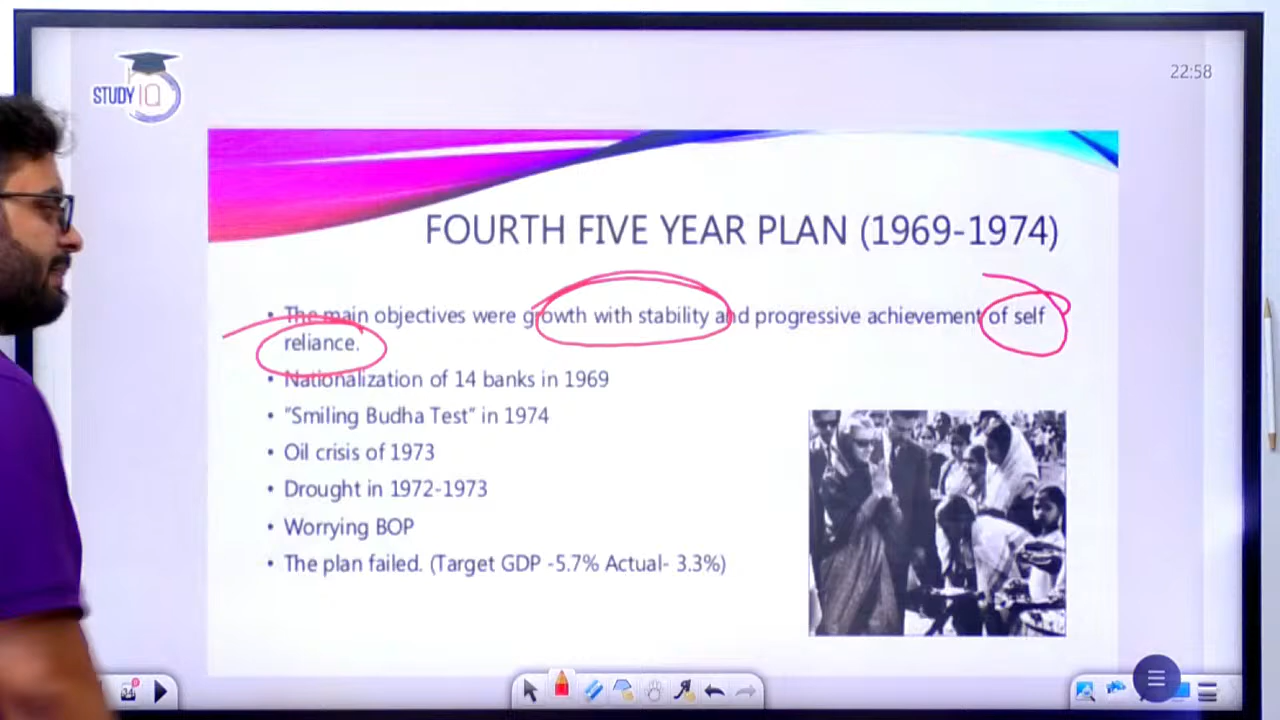 STUDY IQ
22:58
FOURTH FIVE YEAR PLAN (1969-1974)
• The main objectives were growth with stability and progressive achievement of self
reliance.
• Nationalization of 14 banks in 1969
• "Smiling Budha Test" in 1974
• Oil crisis of 1973
• Drought in 1972-1973
• Worrying BOP
• The plan failed. (Target GDP -5.7% Actual- 3.3%)